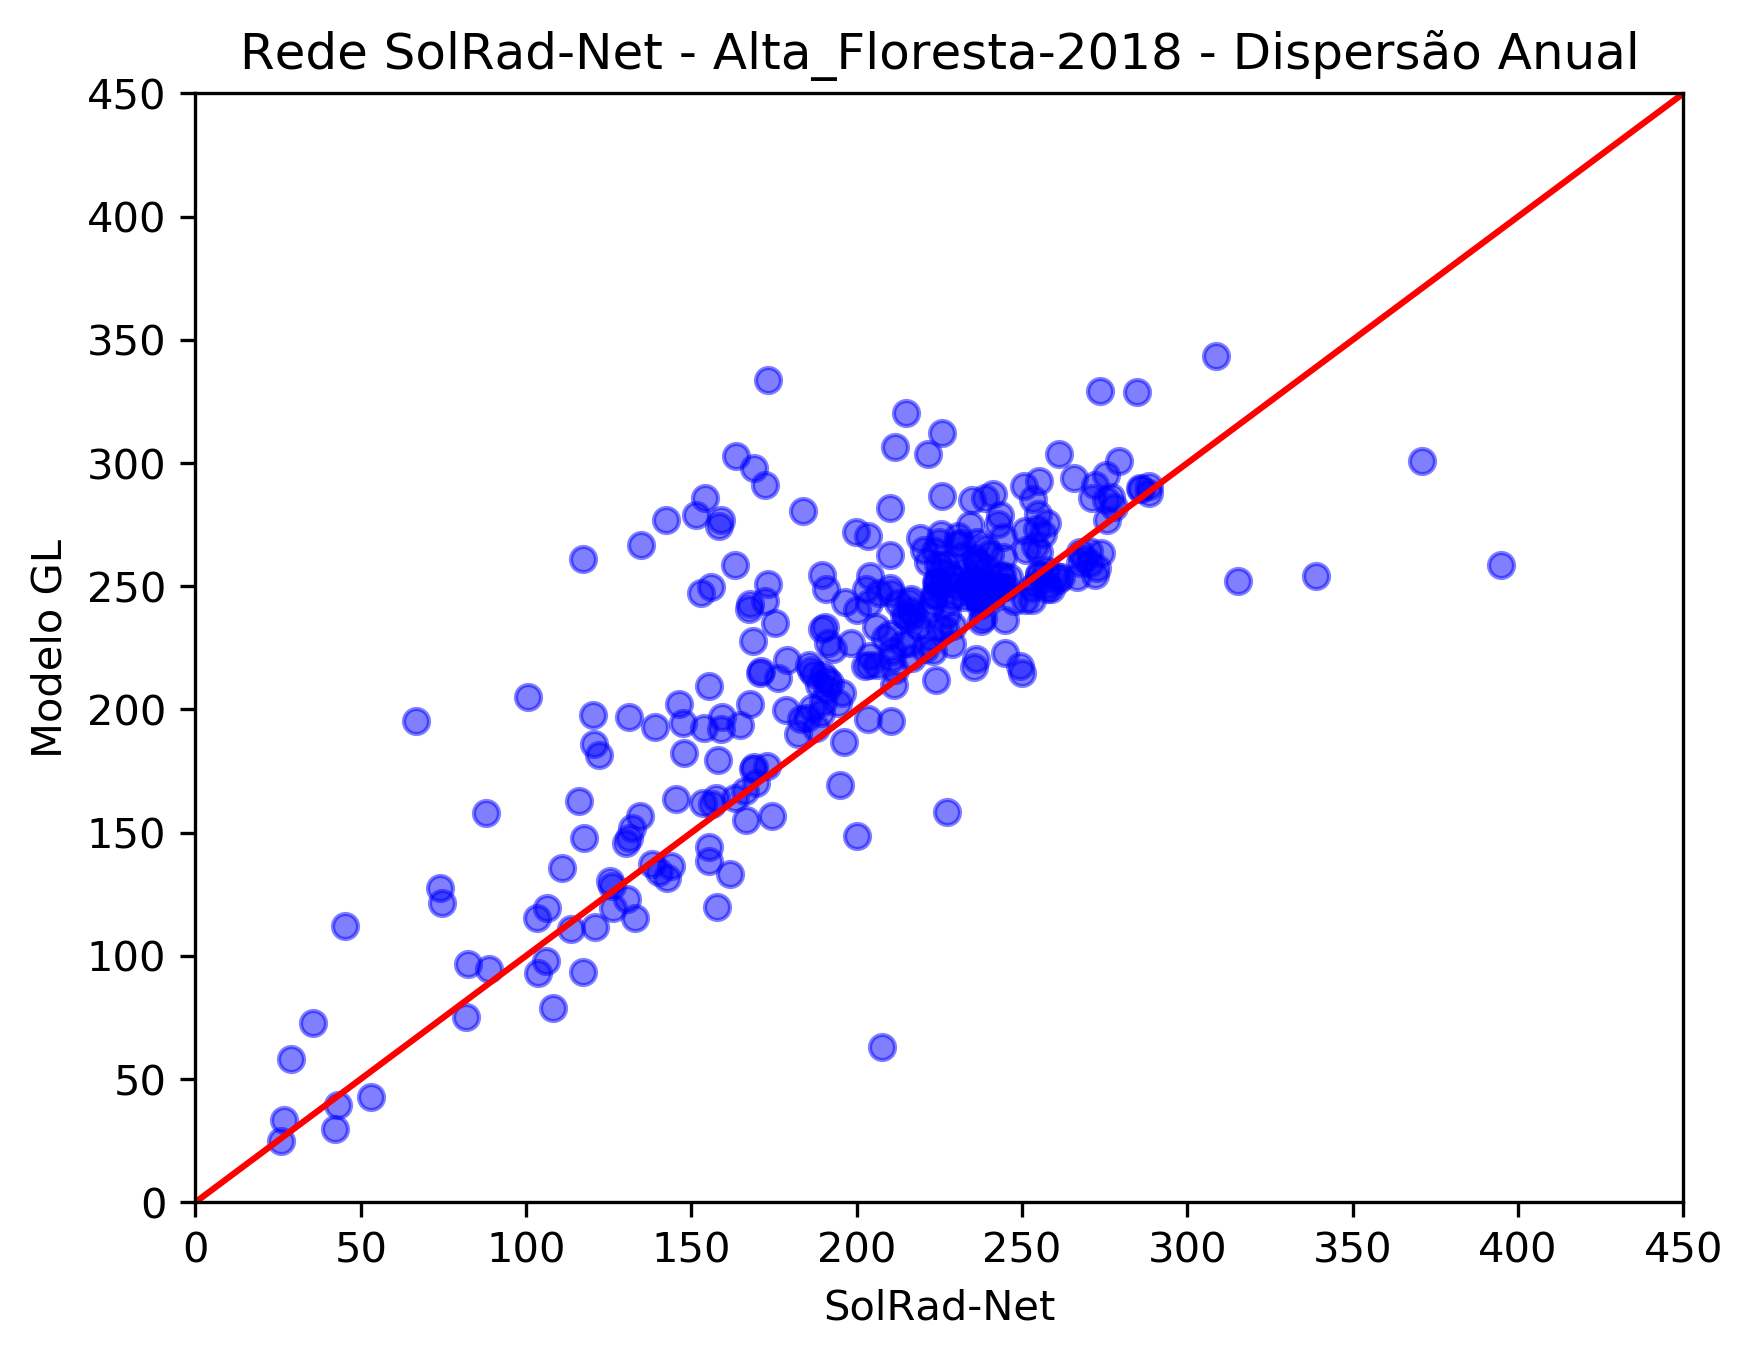 Rede SolRad-Net - Alta_Floresta-2018 - Dispersão Anual
450
400
350
300
250
200
150
100
50
0
Modelo GL
0 50 100 150 200 250 300 350 400 450
SolRad-Net